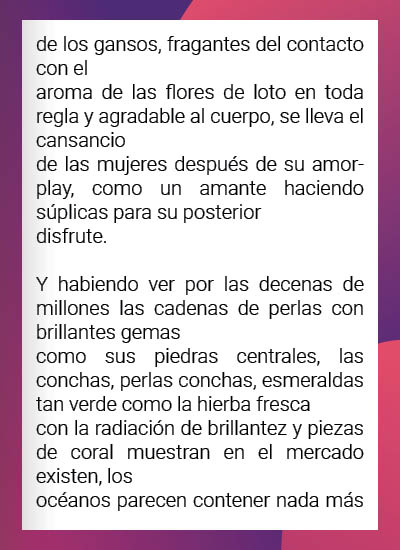 de los gansos, fragantes del contacto
con el
aroma de las flores de loto en toda
regla y agradable al cuerpo, se lleva el
cansancio
de las mujeres después de su amor-
play, como un amante haciendo
súplicas para su posterior
disfrute.

Y habiendo ver por las decenas de
millones las cadenas de perlas con
brillantes gemas
como sus piedras centrales, las
conchas, perlas conchas, esmeraldas
tan verde como la hierba fresca
con la radiación de brillantez y piezas
de coral muestran en el mercado
existen, los
océanos parecen contener nada más